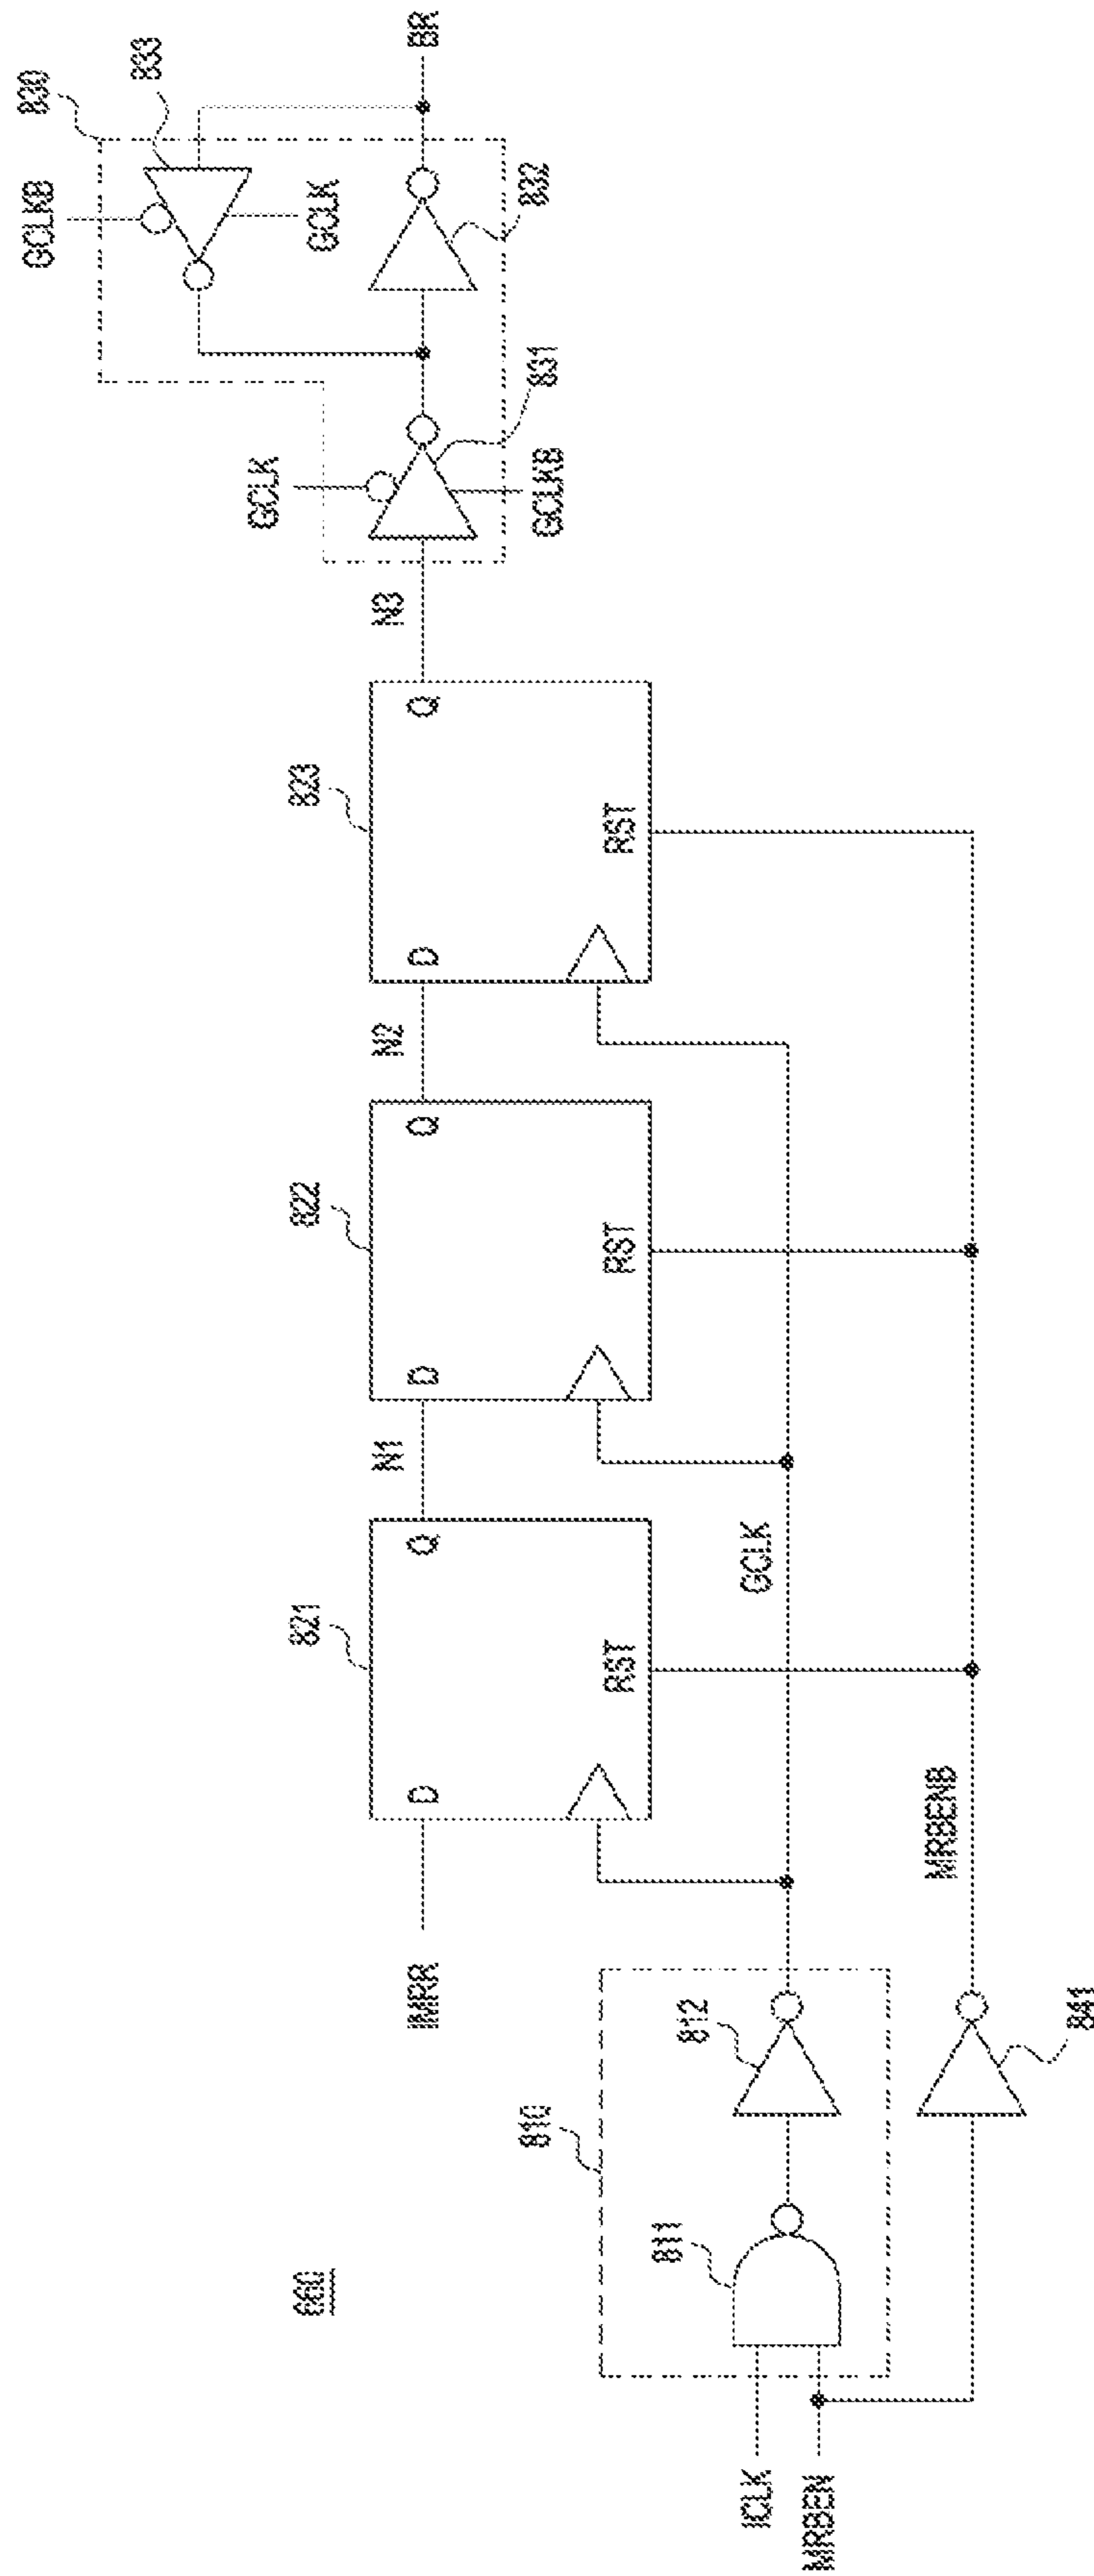 660
810
811
812
ICLK
MRBEN
841
MRBENB
GCLK
IMRR
821
D
Q
RST
N1
822
D
Q
RST
N2
823
D
Q
RST
N3
830
GCLK
831
GCLKB
832
GCLKB
833
GCLK
BR